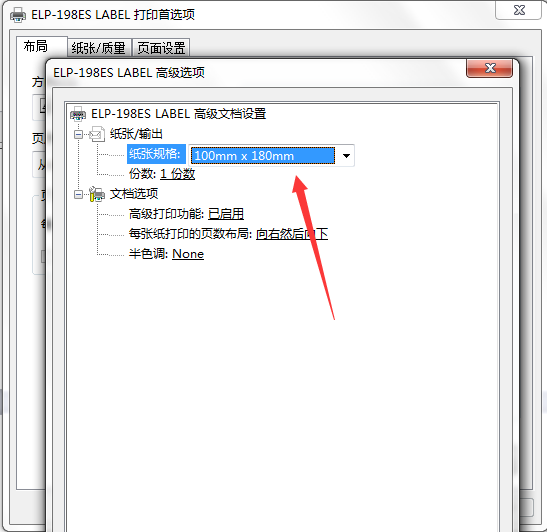 ELP-198ES LABEL 打印首选项
布局 纸张/质量 页面设置
ELP-198ES LABEL 高级选项
ELP-198ES LABEL 高级文档设置
纸张/输出
纸张规格: 100mm x 180mm
份数: 1 份数
文档选项
高级打印功能: 已启用
每张纸打印的页数布局: 向右然后向下
半色调: None